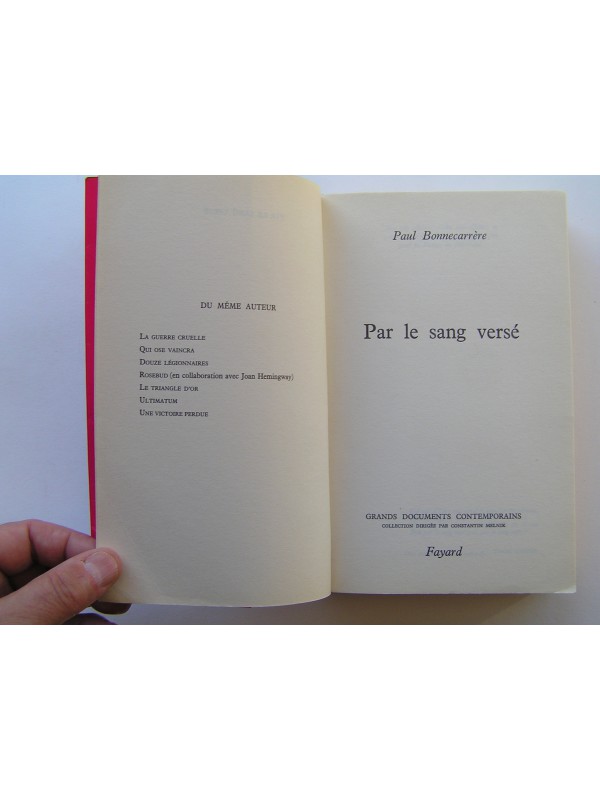 DU MÊME AUTEUR
LA GUERRE CRUELLE
QUI OSE VAINCRA
DOUZE LÉGIONNAIRES
ROSEBUD (en collaboration avec Joan Hemingway)
LE TRIANGLE D'OR
ULTIMATUM
UNE VICTOIRE PERDUE
Paul Bonnecarrère
Par le sang versé
GRANDS DOCUMENTS CONTEMPORAINS
COLLECTION DIRIGÉE PAR CONSTANTIN MELNIK
Fayard